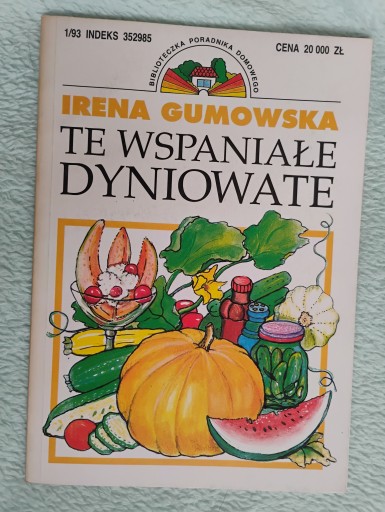 1/93 INDEKS 352985
CENA 20 000 ZŁ
BIBLIOTECZKA PORADNIKA DOMOWEGO
IRENA GUMOWSKA
TE WSPANIAŁE
DYNIOWATE